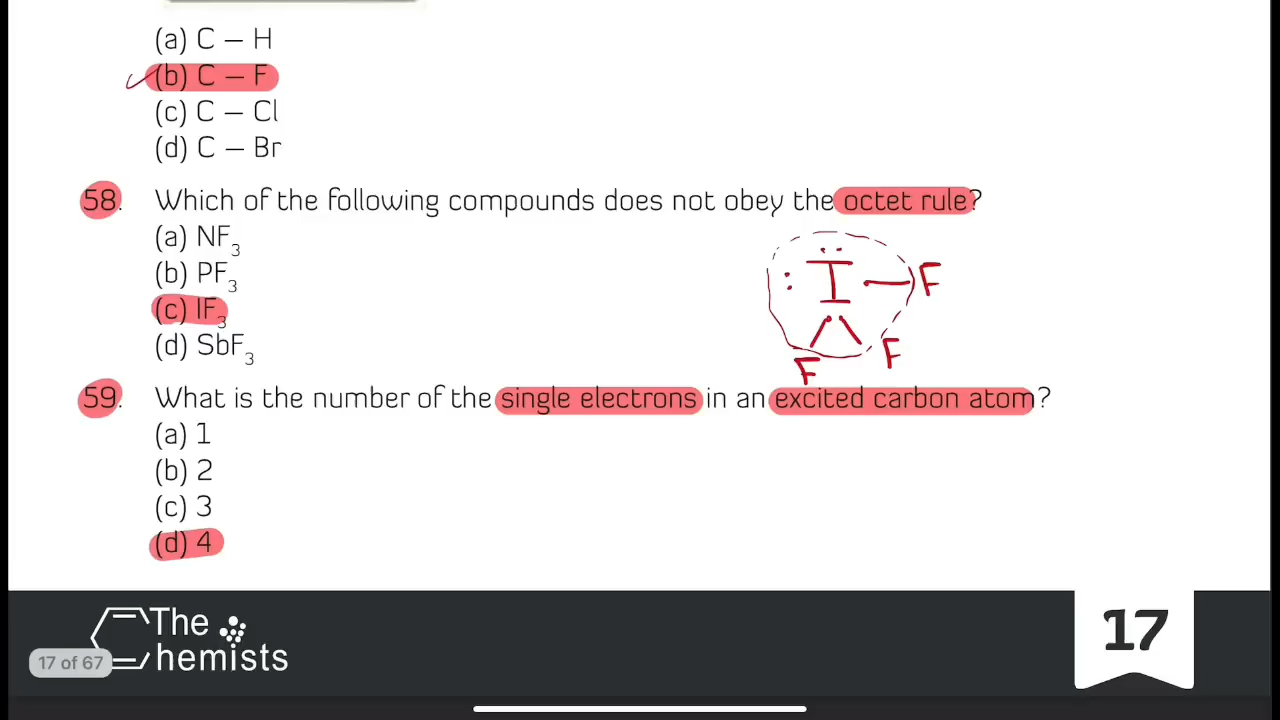 (a) C – H
(b) C – F
(c) C – Cl
(d) C – Br
58. Which of the following compounds does not obey the octet rule?
(a) NF₃
(b) PF₃
(c) IF₃
(d) SbF₃
I F
F F
59. What is the number of the single electrons in an excited carbon atom?
(a) 1
(b) 2
(c) 3
(d) 4
The
Chemists
17 of 67
17